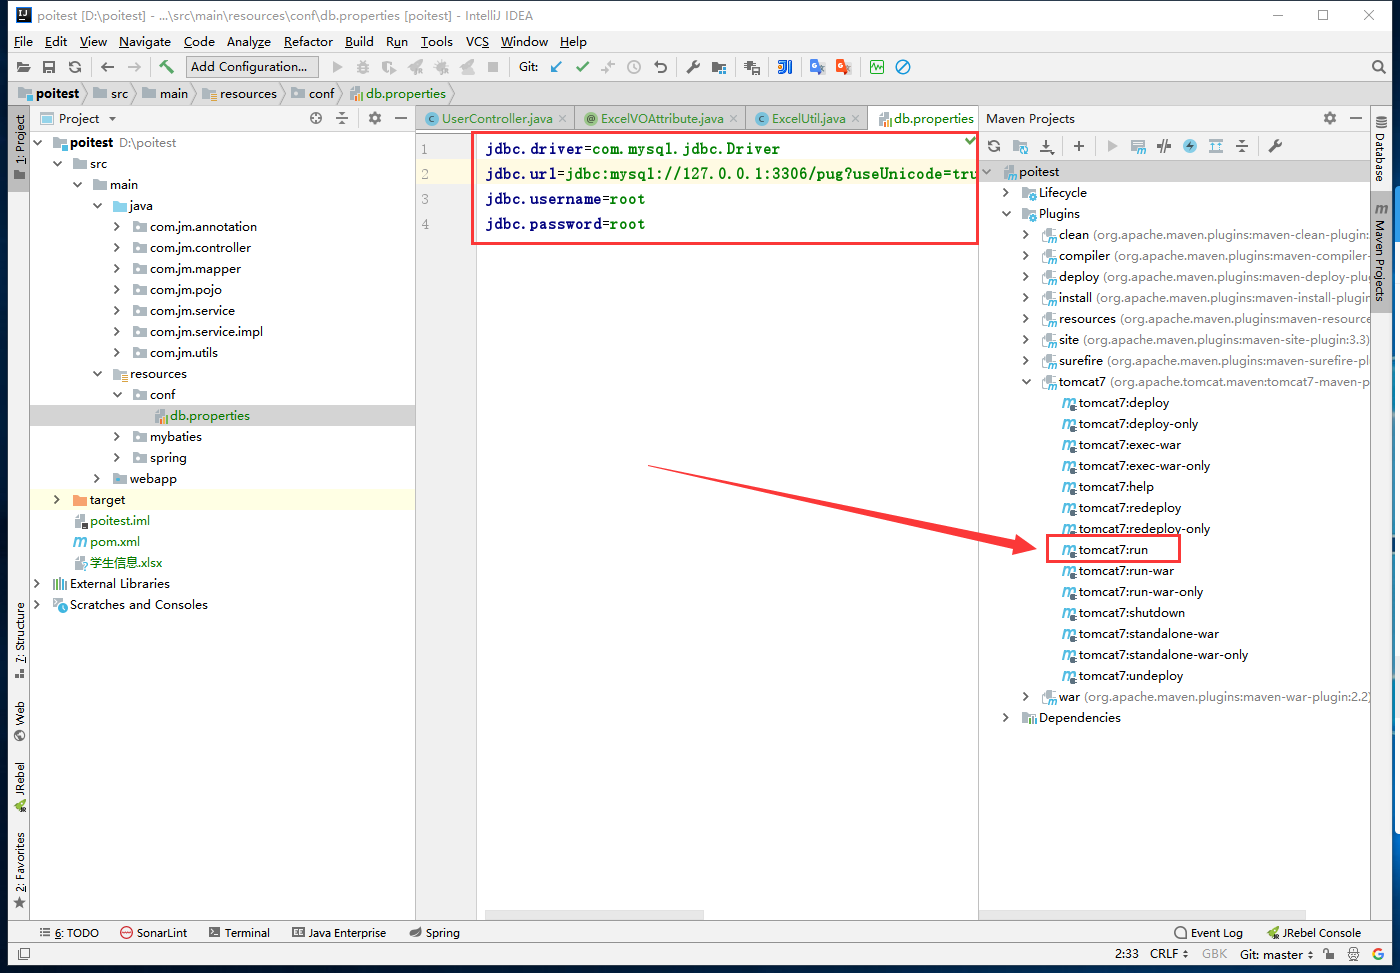 poitest [D:\poitest] - ...\src\main\resources\conf\db.properties [poitest] - IntelliJ IDEA
File Edit View Navigate Code Analyze Refactor Build Run Tools VCS Window Help
Add Configuration... Git:
poitest src main resources conf db.properties
1: Project
7: Structure
Web
JRebel
2: Favorites
Project
poitest D:\poitest
src
main
java
com.jm.annotation
com.jm.controller
com.jm.mapper
com.jm.pojo
com.jm.service
com.jm.service.impl
com.jm.utils
resources
conf
db.properties
mybaties
spring
webapp
target
poitest.iml
pom.xml
学生信息.xlsx
External Libraries
Scratches and Consoles
UserController.java ExcelVOAttribute.java ExcelUtil.java db.properties
1 jdbc.driver=com.mysql.jdbc.Driver
2 jdbc.url=jdbc:mysql://127.0.0.1:3306/pug?useUnicode=tru
3 jdbc.username=root
4 jdbc.password=root
Maven Projects
poitest
Lifecycle
Plugins
clean (org.apache.maven.plugins:maven-clean-plugin:
compiler (org.apache.maven.plugins:maven-compiler-
deploy (org.apache.maven.plugins:maven-deploy-plu
install (org.apache.maven.plugins:maven-install-plugin
resources (org.apache.maven.plugins:maven-resource
site (org.apache.maven.plugins:maven-site-plugin:3.3)
surefire (org.apache.maven.plugins:maven-surefire-pl
tomcat7 (org.apache.tomcat.maven:tomcat7-maven-p
tomcat7:deploy
tomcat7:deploy-only
tomcat7:exec-war
tomcat7:exec-war-only
tomcat7:help
tomcat7:redeploy
tomcat7:redeploy-only
tomcat7:run
tomcat7:run-war
tomcat7:run-war-only
tomcat7:shutdown
tomcat7:standalone-war
tomcat7:standalone-war-only
tomcat7:undeploy
war (org.apache.maven.plugins:maven-war-plugin:2.2)
Dependencies
Database
Maven Projects
6: TODO SonarLint Terminal Java Enterprise Spring Event Log JRebel Console
2:33 CRLF GBK Git: master